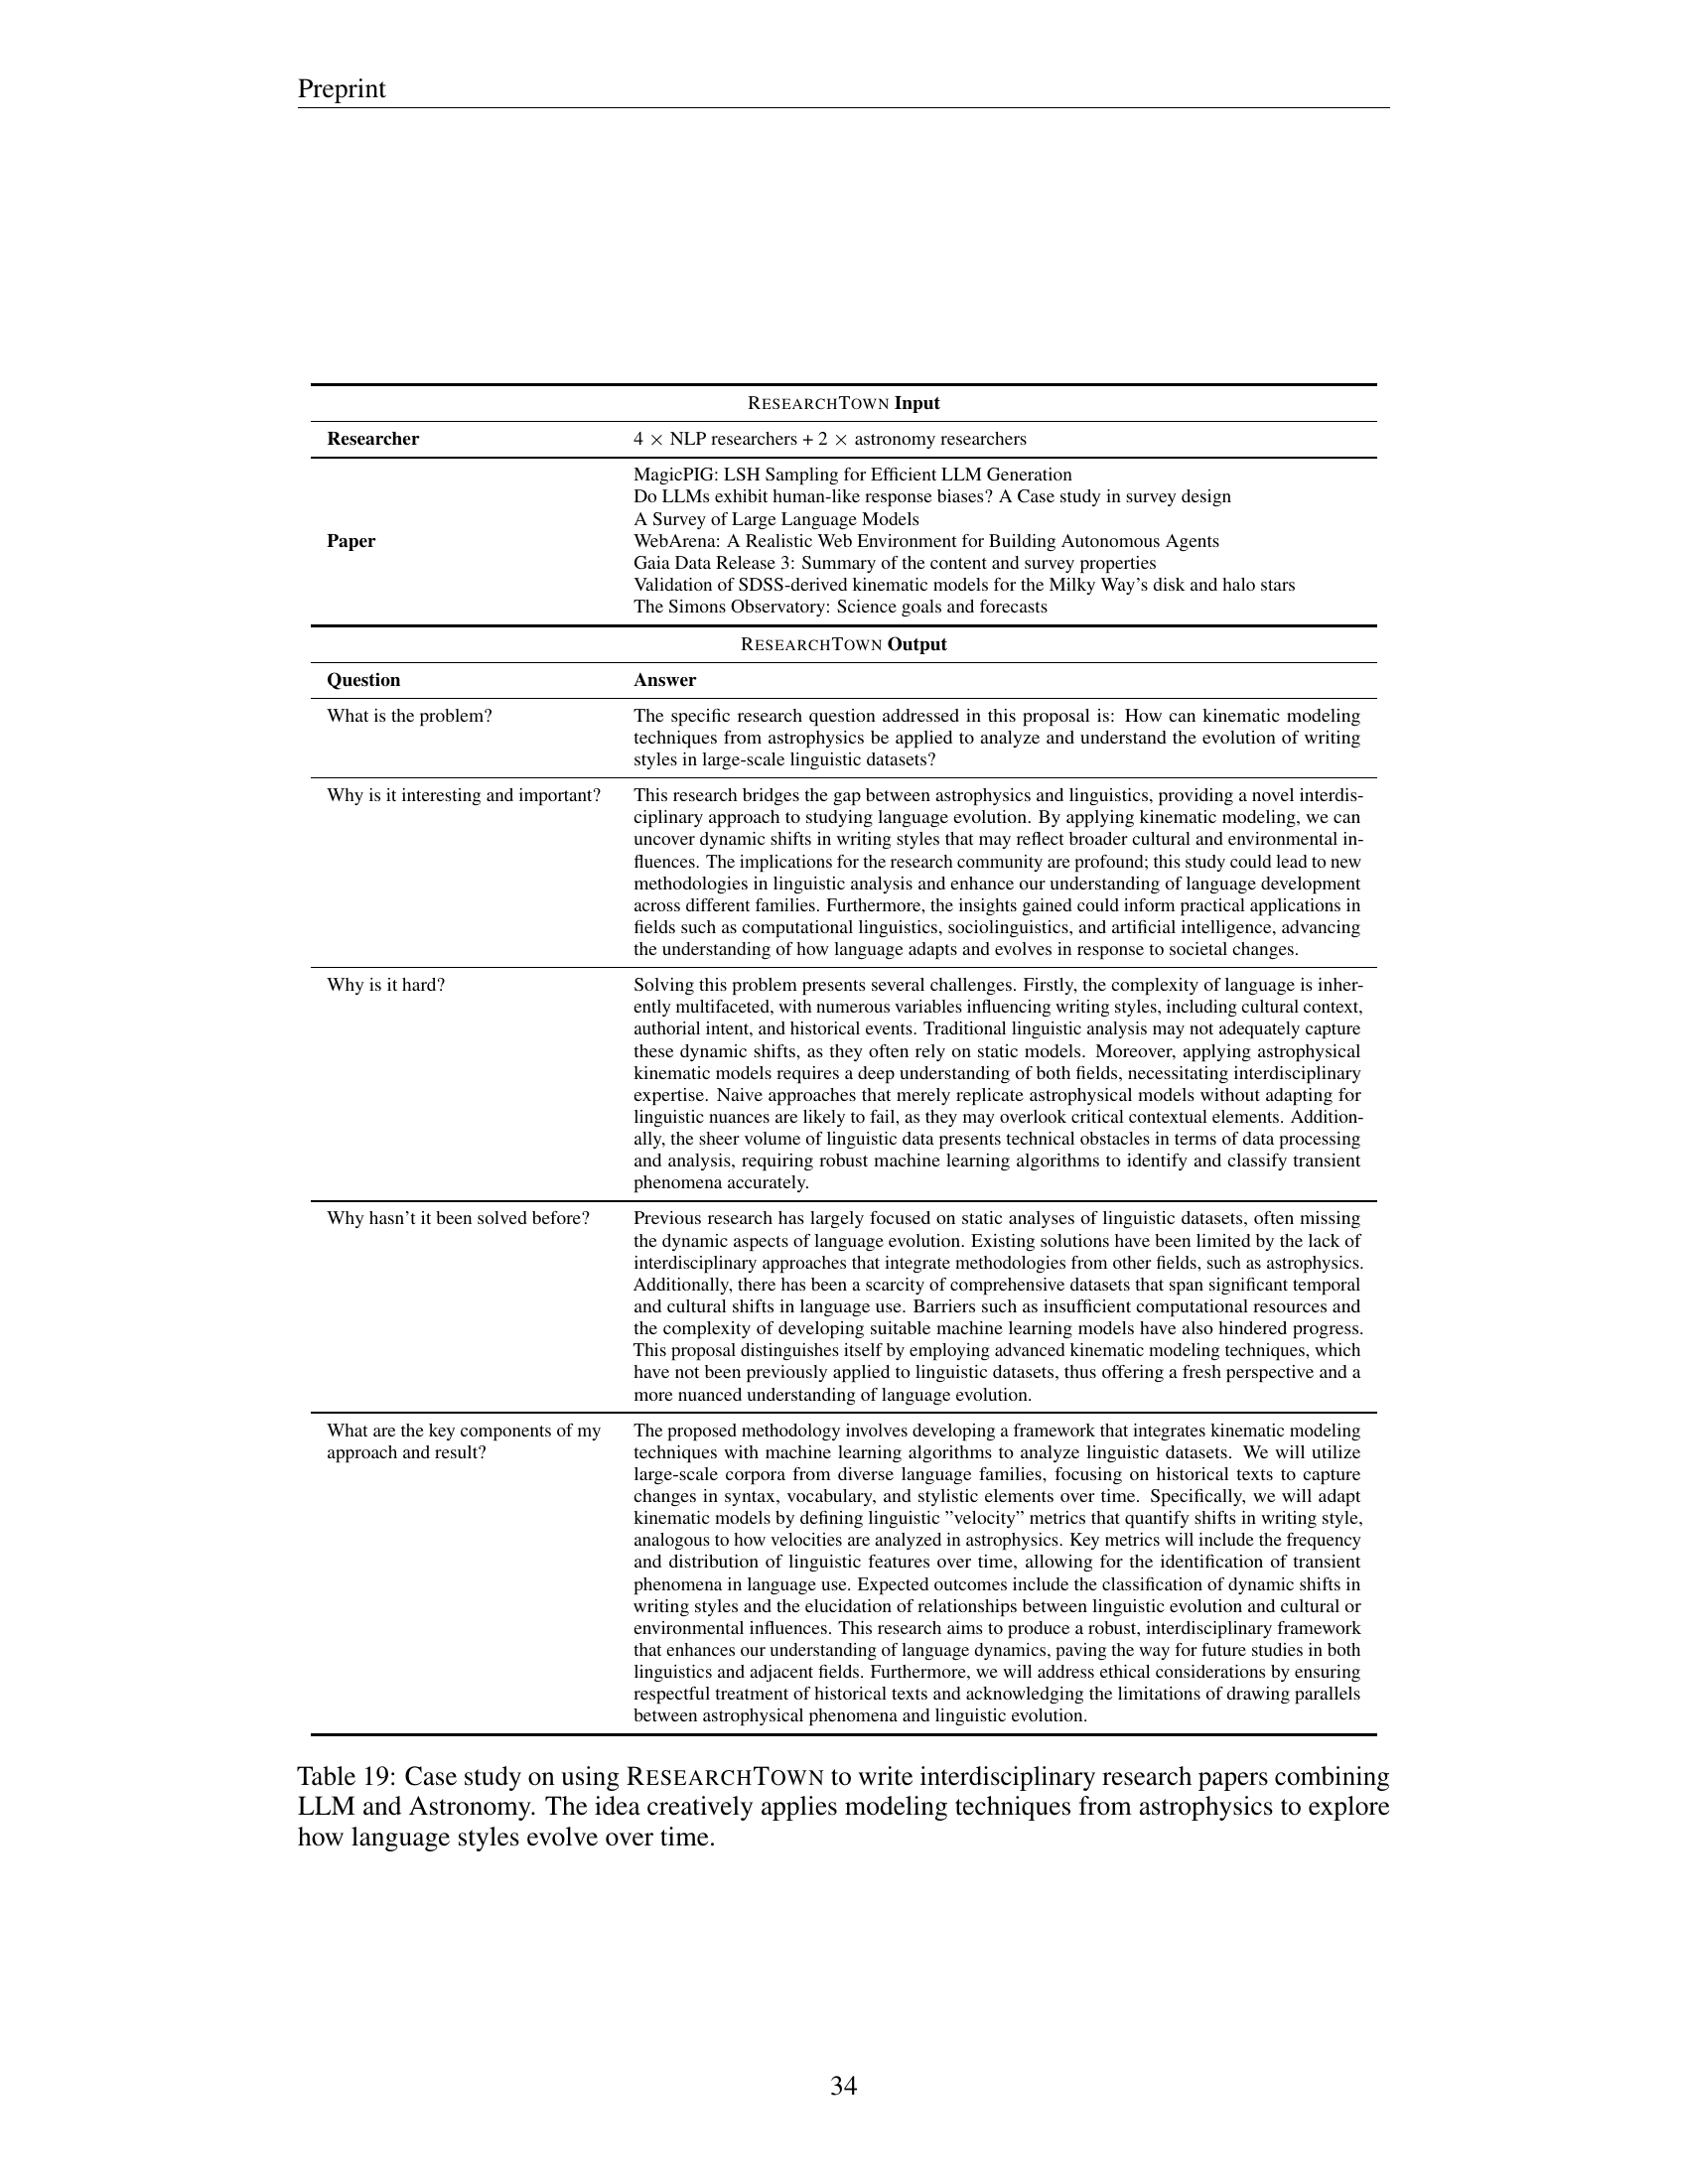 Preprint
RESEARCHTOWN Input
Researcher 4 × NLP researchers + 2 × astronomy researchers
MagicPIG: LSH Sampling for Efficient LLM Generation
Do LLMs exhibit human-like response biases? A Case study in survey design
A Survey of Large Language Models
Paper WebArena: A Realistic Web Environment for Building Autonomous Agents
Gaia Data Release 3: Summary of the content and survey properties
Validation of SDSS-derived kinematic models for the Milky Way's disk and halo stars
The Simons Observatory: Science goals and forecasts
RESEARCHTOWN Output
Question Answer
What is the problem? The specific research question addressed in this proposal is: How can kinematic modeling
techniques from astrophysics be applied to analyze and understand the evolution of writing
styles in large-scale linguistic datasets?
Why is it interesting and important? This research bridges the gap between astrophysics and linguistics, providing a novel interdis-
ciplinary approach to studying language evolution. By applying kinematic modeling, we can
uncover dynamic shifts in writing styles that may reflect broader cultural and environmental in-
fluences. The implications for the research community are profound; this study could lead to new
methodologies in linguistic analysis and enhance our understanding of language development
across different families. Furthermore, the insights gained could inform practical applications in
fields such as computational linguistics, sociolinguistics, and artificial intelligence, advancing
the understanding of how language adapts and evolves in response to societal changes.
Why is it hard? Solving this problem presents several challenges. Firstly, the complexity of language is inher-
ently multifaceted, with numerous variables influencing writing styles, including cultural context,
authorial intent, and historical events. Traditional linguistic analysis may not adequately capture
these dynamic shifts, as they often rely on static models. Moreover, applying astrophysical
kinematic models requires a deep understanding of both fields, necessitating interdisciplinary
expertise. Naive approaches that merely replicate astrophysical models without adapting for
linguistic nuances are likely to fail, as they may overlook critical contextual elements. Addition-
ally, the sheer volume of linguistic data presents technical obstacles in terms of data processing
and analysis, requiring robust machine learning algorithms to identify and classify transient
phenomena accurately.
Why hasn't it been solved before? Previous research has largely focused on static analyses of linguistic datasets, often missing
the dynamic aspects of language evolution. Existing solutions have been limited by the lack of
interdisciplinary approaches that integrate methodologies from other fields, such as astrophysics.
Additionally, there has been a scarcity of comprehensive datasets that span significant temporal
and cultural shifts in language use. Barriers such as insufficient computational resources and
the complexity of developing suitable machine learning models have also hindered progress.
This proposal distinguishes itself by employing advanced kinematic modeling techniques, which
have not been previously applied to linguistic datasets, thus offering a fresh perspective and a
more nuanced understanding of language evolution.
What are the key components of my The proposed methodology involves developing a framework that integrates kinematic modeling
approach and result? techniques with machine learning algorithms to analyze linguistic datasets. We will utilize
large-scale corpora from diverse language families, focusing on historical texts to capture
changes in syntax, vocabulary, and stylistic elements over time. Specifically, we will adapt
kinematic models by defining linguistic ”velocity” metrics that quantify shifts in writing style,
analogous to how velocities are analyzed in astrophysics. Key metrics will include the frequency
and distribution of linguistic features over time, allowing for the identification of transient
phenomena in language use. Expected outcomes include the classification of dynamic shifts in
writing styles and the elucidation of relationships between linguistic evolution and cultural or
environmental influences. This research aims to produce a robust, interdisciplinary framework
that enhances our understanding of language dynamics, paving the way for future studies in both
linguistics and adjacent fields. Furthermore, we will address ethical considerations by ensuring
respectful treatment of historical texts and acknowledging the limitations of drawing parallels
between astrophysical phenomena and linguistic evolution.
Table 19: Case study on using RESEARCHTOWN to write interdisciplinary research papers combining
LLM and Astronomy. The idea creatively applies modeling techniques from astrophysics to explore
how language styles evolve over time.
34